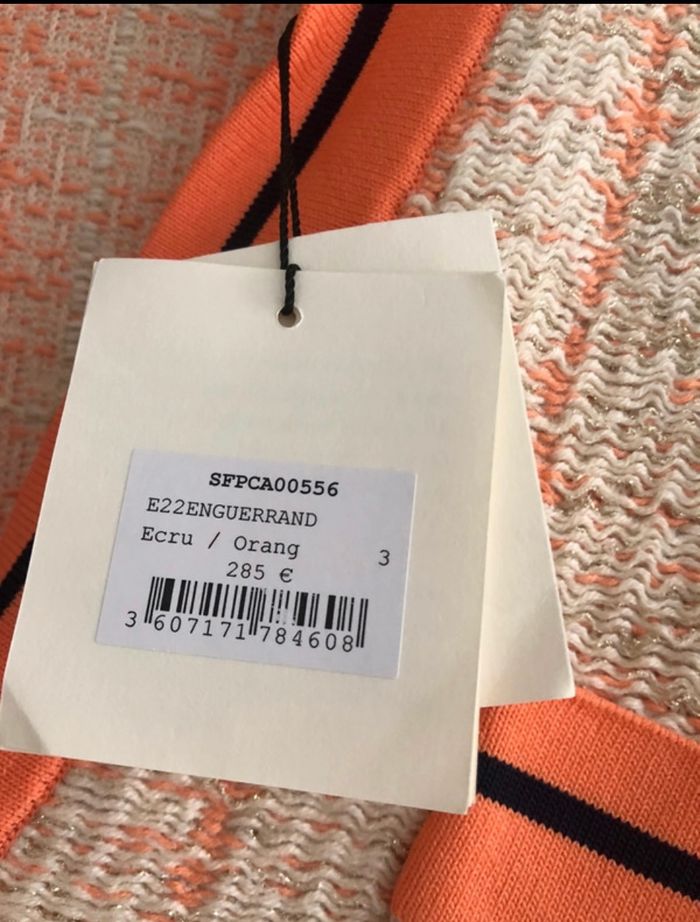 SFPCA00556
E22ENGUERRAND
Ecru / Orang
3
285 €
3 607171 784608